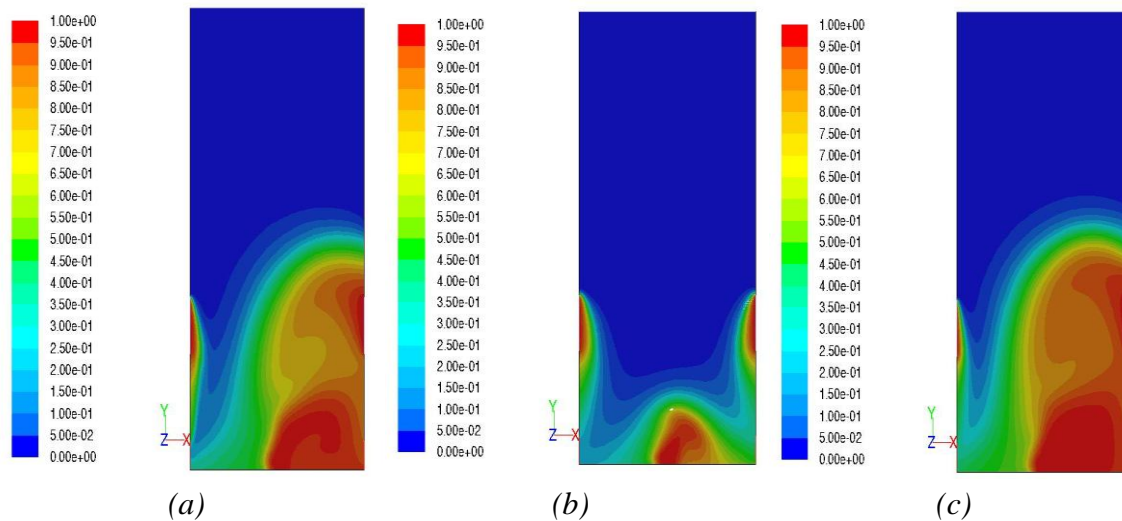 1.00e+00
9.50e-01
9.00e-01
8.50e-01
8.00e-01
7.50e-01
7.00e-01
6.50e-01
6.00e-01
5.50e-01
5.00e-01
4.50e-01
4.00e-01
3.50e-01
3.00e-01
2.50e-01
2.00e-01
1.50e-01
1.00e-01
5.00e-02
0.00e+00
Y
Z X
(a)
1.00e+00
9.50e-01
9.00e-01
8.50e-01
8.00e-01
7.50e-01
7.00e-01
6.50e-01
6.00e-01
5.50e-01
5.00e-01
4.50e-01
4.00e-01
3.50e-01
3.00e-01
2.50e-01
2.00e-01
1.50e-01
1.00e-01
5.00e-02
0.00e+00
Y
Z X
(b)
1.00e+00
9.50e-01
9.00e-01
8.50e-01
8.00e-01
7.50e-01
7.00e-01
6.50e-01
6.00e-01
5.50e-01
5.00e-01
4.50e-01
4.00e-01
3.50e-01
3.00e-01
2.50e-01
2.00e-01
1.50e-01
1.00e-01
5.00e-02
0.00e+00
Y
Z X
(c)